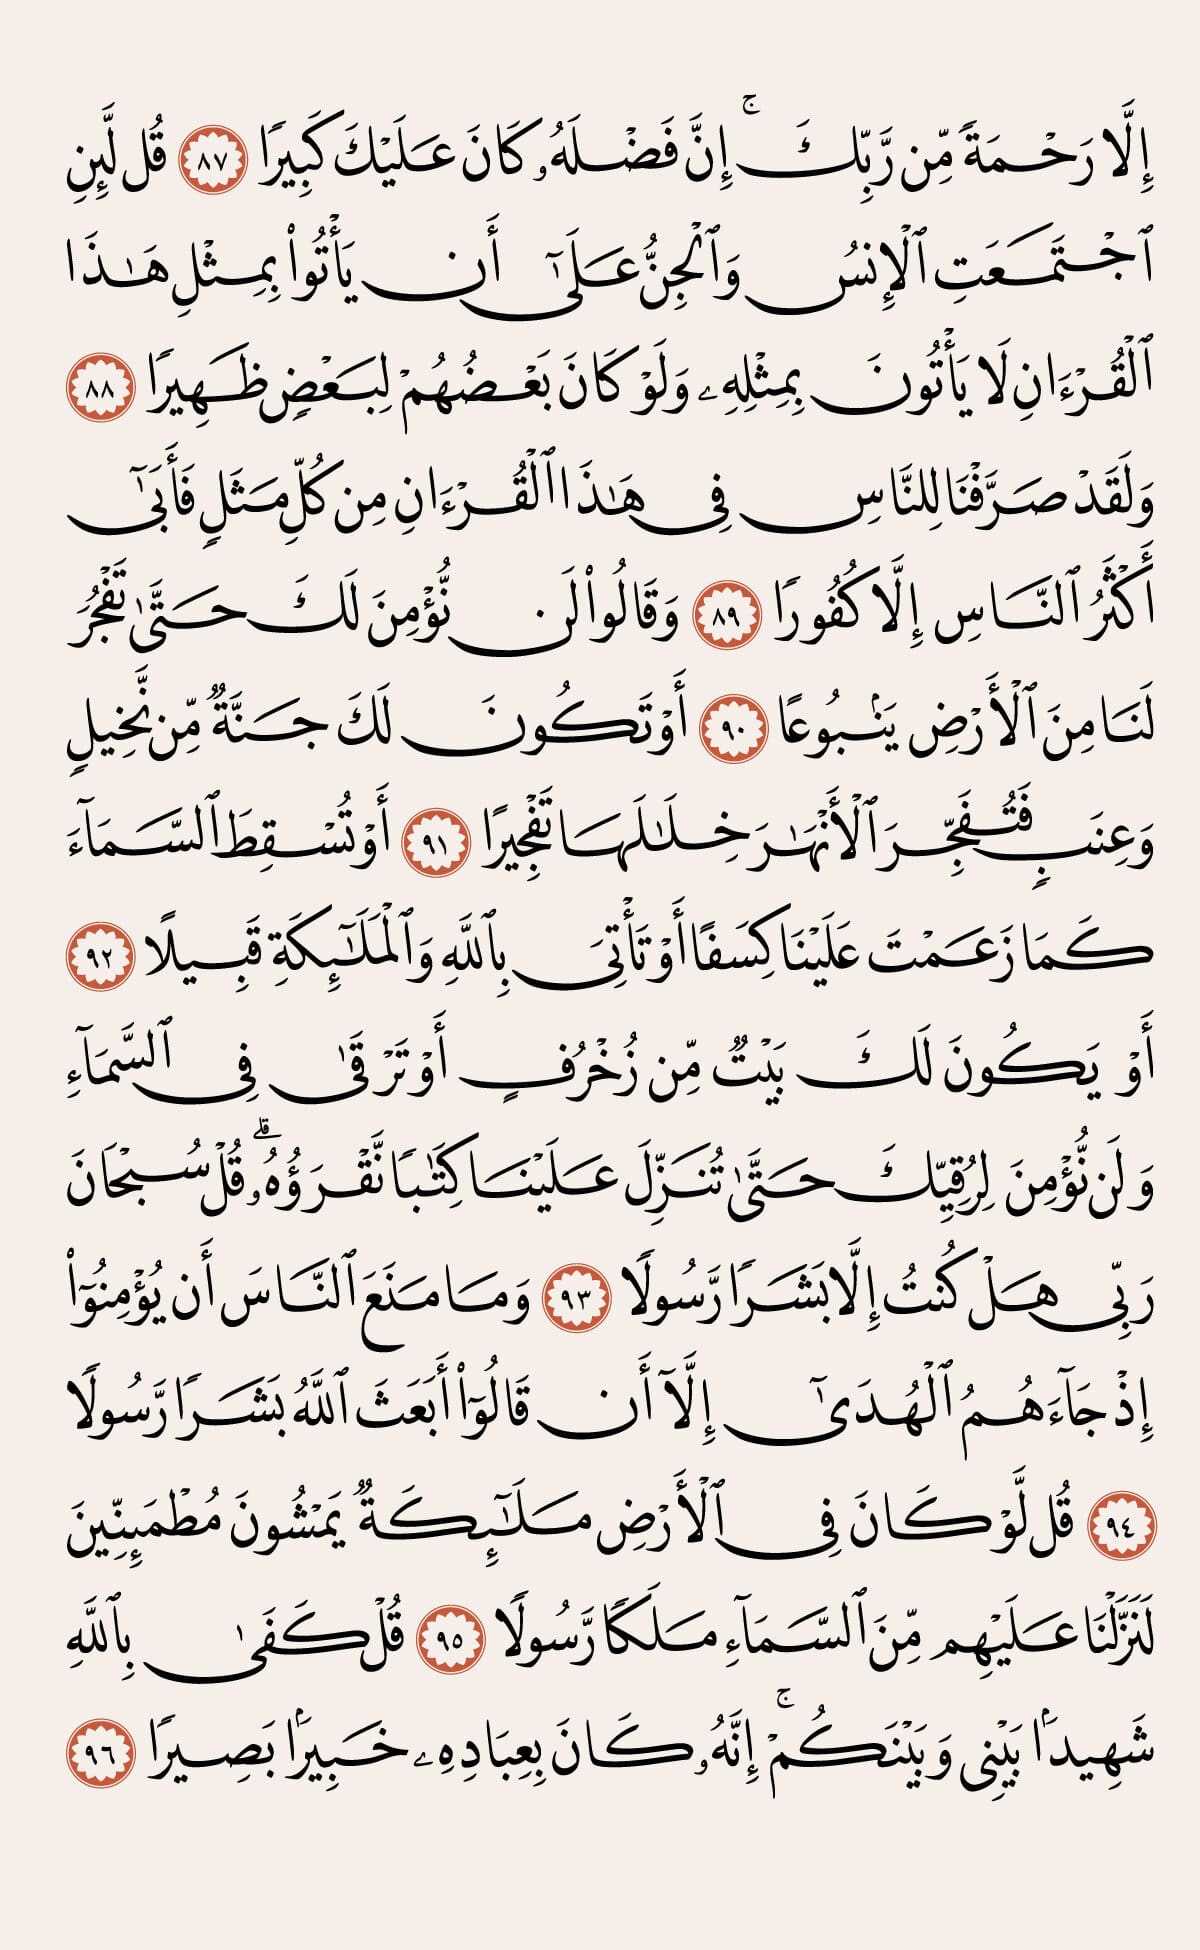 إِلَّا رَحْمَةً مِّن رَّبِّكَ ۚ إِنَّ فَضْلَهُۥ كَانَ عَلَيْكَ كَبِيرًا ٨٧ قُل لَّئِنِ
ٱجْتَمَعَتِ ٱلْإِنسُ وَٱلْجِنُّ عَلَىٰٓ أَن يَأْتُوا۟ بِمِثْلِ هَـٰذَا
ٱلْقُرْءَانِ لَا يَأْتُونَ بِمِثْلِهِۦ وَلَوْ كَانَ بَعْضُهُمْ لِبَعْضٍ ظَهِيرًا ٨٨
وَلَقَدْ صَرَّفْنَا لِلنَّاسِ فِى هَـٰذَا ٱلْقُرْءَانِ مِن كُلِّ مَثَلٍ فَأَبَىٰٓ
أَكْثَرُ ٱلنَّاسِ إِلَّا كُفُورًا ٨٩ وَقَالُوا۟ لَن نُّؤْمِنَ لَكَ حَتَّىٰ تَفْجُرَ
لَنَا مِنَ ٱلْأَرْضِ يَنۢبُوعًا ٩٠ أَوْ تَكُونَ لَكَ جَنَّةٌ مِّن نَّخِيلٍ
وَعِنَبٍ فَتُفَجِّرَ ٱلْأَنْهَـٰرَ خِلَـٰلَهَا تَفْجِيرًا ٩١ أَوْ تُسْقِطَ ٱلسَّمَآءَ
كَمَا زَعَمْتَ عَلَيْنَا كِسَفًا أَوْ تَأْتِىَ بِٱللَّهِ وَٱلْمَلَـٰٓئِكَةِ قَبِيلًا ٩٢
أَوْ يَكُونَ لَكَ بَيْتٌ مِّن زُخْرُفٍ أَوْ تَرْقَىٰ فِى ٱلسَّمَآءِ
وَلَن نُّؤْمِنَ لِرُقِيِّكَ حَتَّىٰ تُنَزِّلَ عَلَيْنَا كِتَـٰبًا نَّقْرَؤُهُۥ ۗ قُلْ سُبْحَانَ
رَبِّى هَلْ كُنتُ إِلَّا بَشَرًا رَّسُولًا ٩٣ وَمَا مَنَعَ ٱلنَّاسَ أَن يُؤْمِنُوٓا۟
إِذْ جَآءَهُمُ ٱلْهُدَىٰٓ إِلَّآ أَن قَالُوٓا۟ أَبَعَثَ ٱللَّهُ بَشَرًا رَّسُولًا
٩٤ قُل لَّوْ كَانَ فِى ٱلْأَرْضِ مَلَـٰٓئِكَةٌ يَمْشُونَ مُطْمَئِنِّينَ
لَنَزَّلْنَا عَلَيْهِم مِّنَ ٱلسَّمَآءِ مَلَكًا رَّسُولًا ٩٥ قُلْ كَفَىٰ بِٱللَّهِ
شَهِيدًۢا بَيْنِى وَبَيْنَكُمْ ۚ إِنَّهُۥ كَانَ بِعِبَادِهِۦ خَبِيرًۢا بَصِيرًا ٩٦